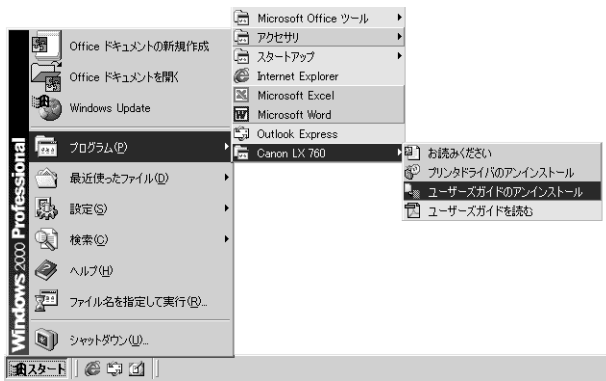 Microsoft Office ツール
アクセサリ
スタートアップ
Internet Explorer
Microsoft Excel
Microsoft Word
Outlook Express
Canon LX 760
お読みください
プリンタドライバのアンインストール
ユーザーズガイドのアンインストール
ユーザーズガイドを読む
Office ドキュメントの新規作成
Office ドキュメントを開く
Windows Update
プログラム(P)
最近使ったファイル(D)
設定(S)
検索(C)
ヘルプ(H)
ファイル名を指定して実行(R)...
シャットダウン(U)...
Windows 2000 Professional
スタート